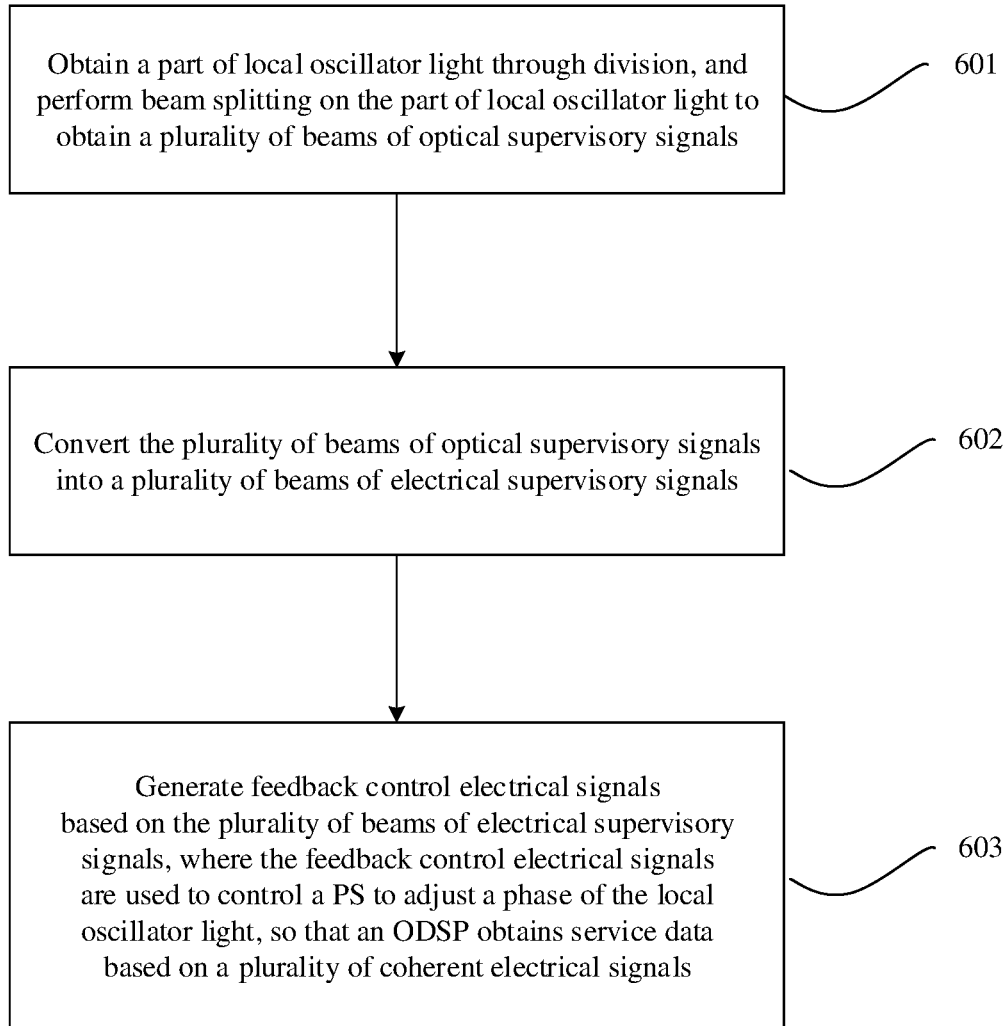 Obtain a part of local oscillator light through division, and
perform beam splitting on the part of local oscillator light to
obtain a plurality of beams of optical supervisory signals
601
Convert the plurality of beams of optical supervisory signals
into a plurality of beams of electrical supervisory signals
602
Generate feedback control electrical signals
based on the plurality of beams of electrical supervisory
signals, where the feedback control electrical signals
are used to control a PS to adjust a phase of the local
oscillator light, so that an ODSP obtains service data
based on a plurality of coherent electrical signals
603